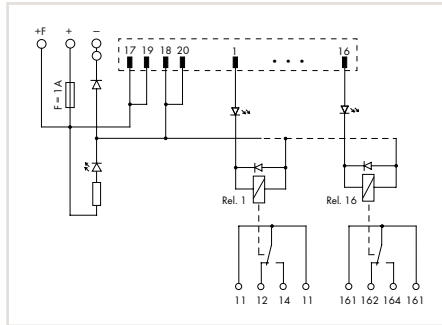 +F + −
17 19 18 20 1 • • • 16
F = 1A
Rel. 1 Rel. 16
11 12 14 11 161 162 164 161